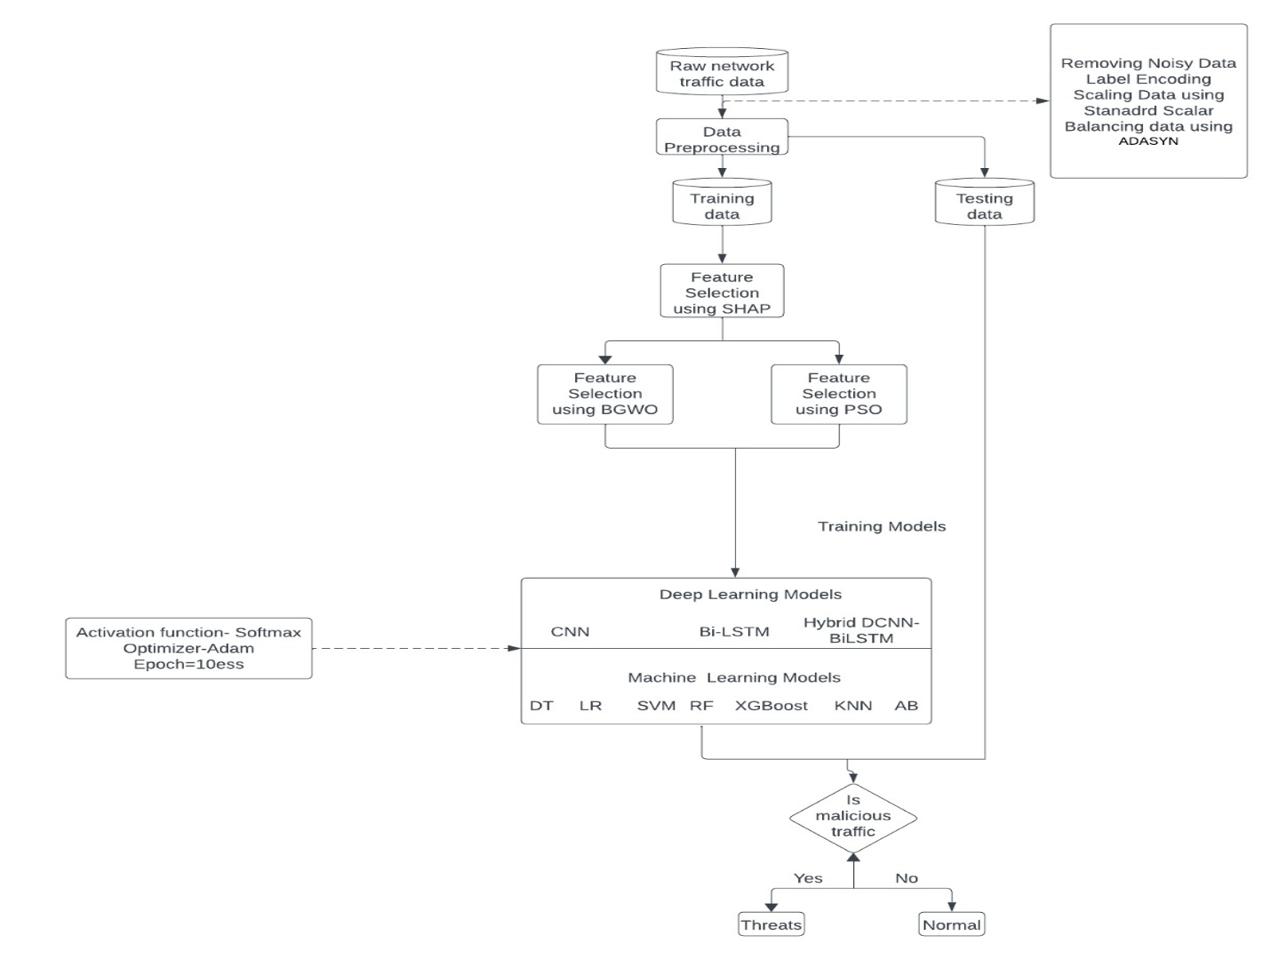 Raw network
traffic data
Removing Noisy Data
Label Encoding
Scaling Data using
Stanadrd Scalar
Balancing data using
ADASYN
Data
Preprocessing
Training
data
Testing
data
Feature
Selection
using SHAP
Feature
Selection
using BGWO
Feature
Selection
using PSO
Training Models
Deep Learning Models
CNN
Bi-LSTM
Hybrid DCNN-
BiLSTM
Activation function- Softmax
Optimizer-Adam
Epoch=10ess
Machine Learning Models
DT LR SVM RF XGBoost KNN AB
Is
malicious
traffic
Yes
No
Threats
Normal